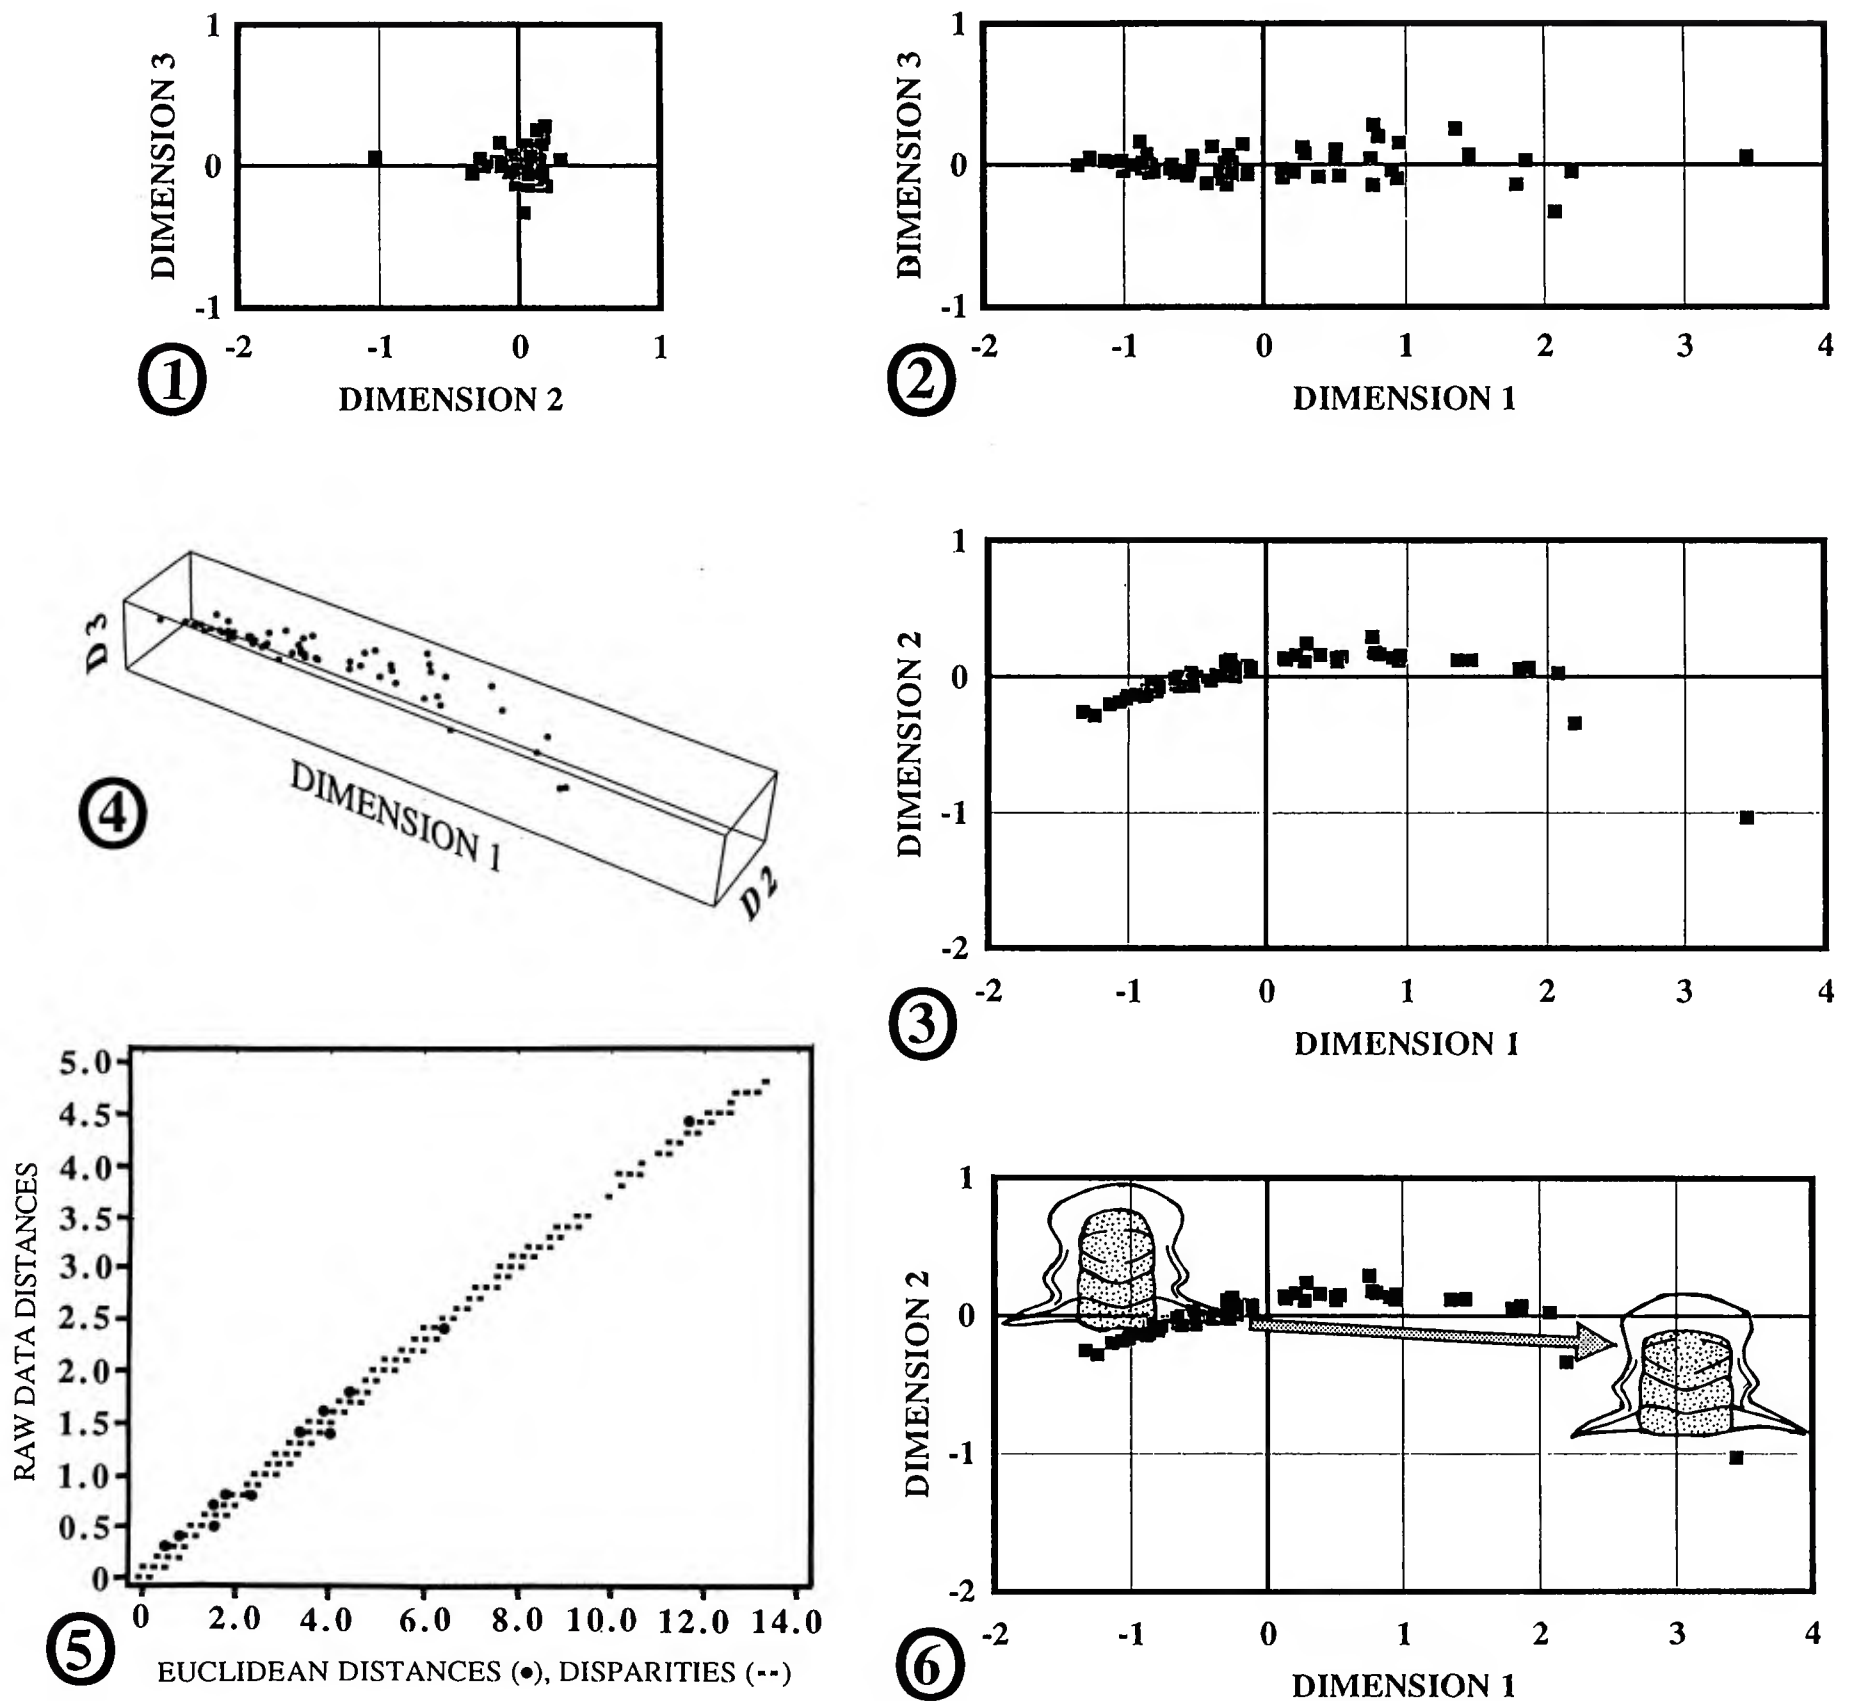 1
0
-1
DIMENSION 3
-2 -1 0 1
DIMENSION 2
1
1
0
-1
DIMENSION 3
-2 -1 0 1 2 3 4
DIMENSION 1
2
D 3
DIMENSION 1
D 2
4
1
0
-1
-2
DIMENSION 2
-2 -1 0 1 2 3 4
DIMENSION 1
3
5.0
4.5
4.0
3.5
3.0
2.5
2.0
1.5
1.0
0.5
0
RAW DATA DISTANCES
0 2.0 4.0 6.0 8.0 10.0 12.0 14.0
EUCLIDEAN DISTANCES (●), DISPARITIES (--)
5
1
0
-1
-2
DIMENSION 2
-2 -1 0 1 2 3 4
DIMENSION 1
6